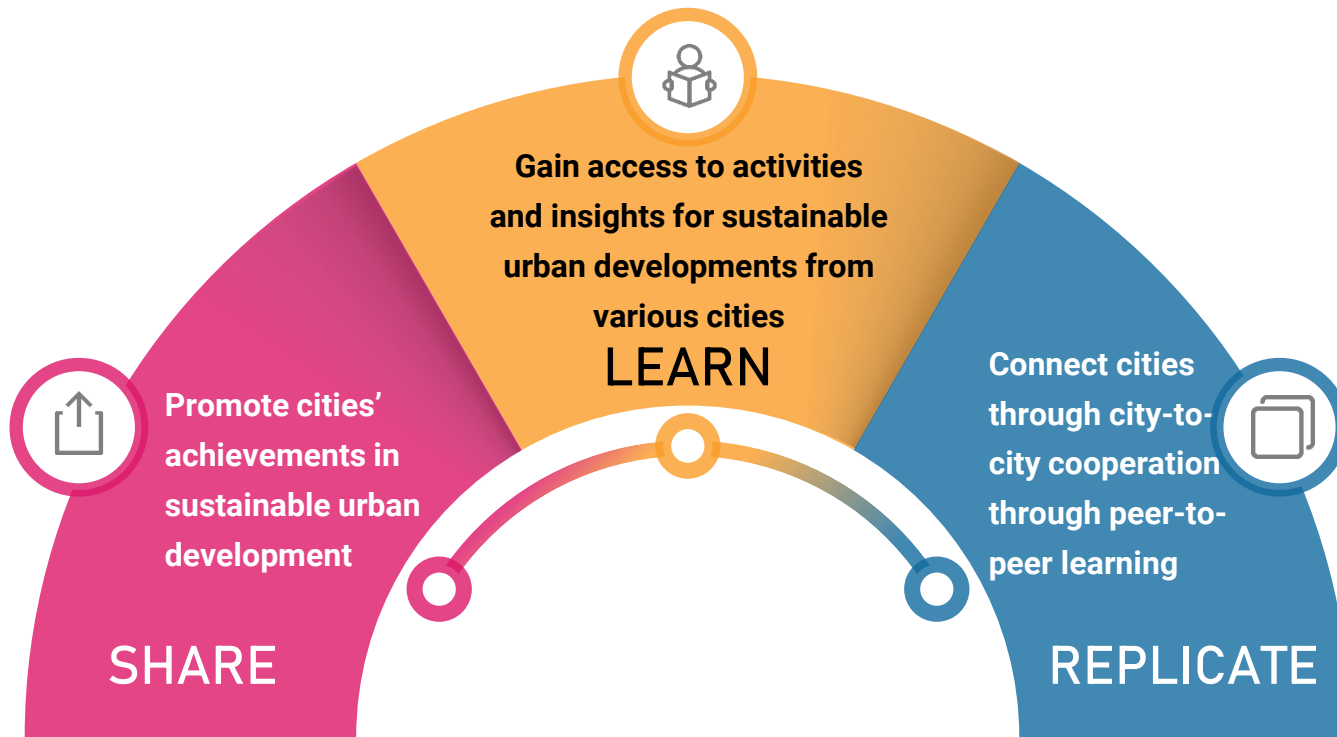 Promote cities’
achievements in
sustainable urban
development
SHARE
Gain access to activities
and insights for sustainable
urban developments from
various cities
LEARN
Connect cities
through city-to-
city cooperation
through peer-to-
peer learning
REPLICATE